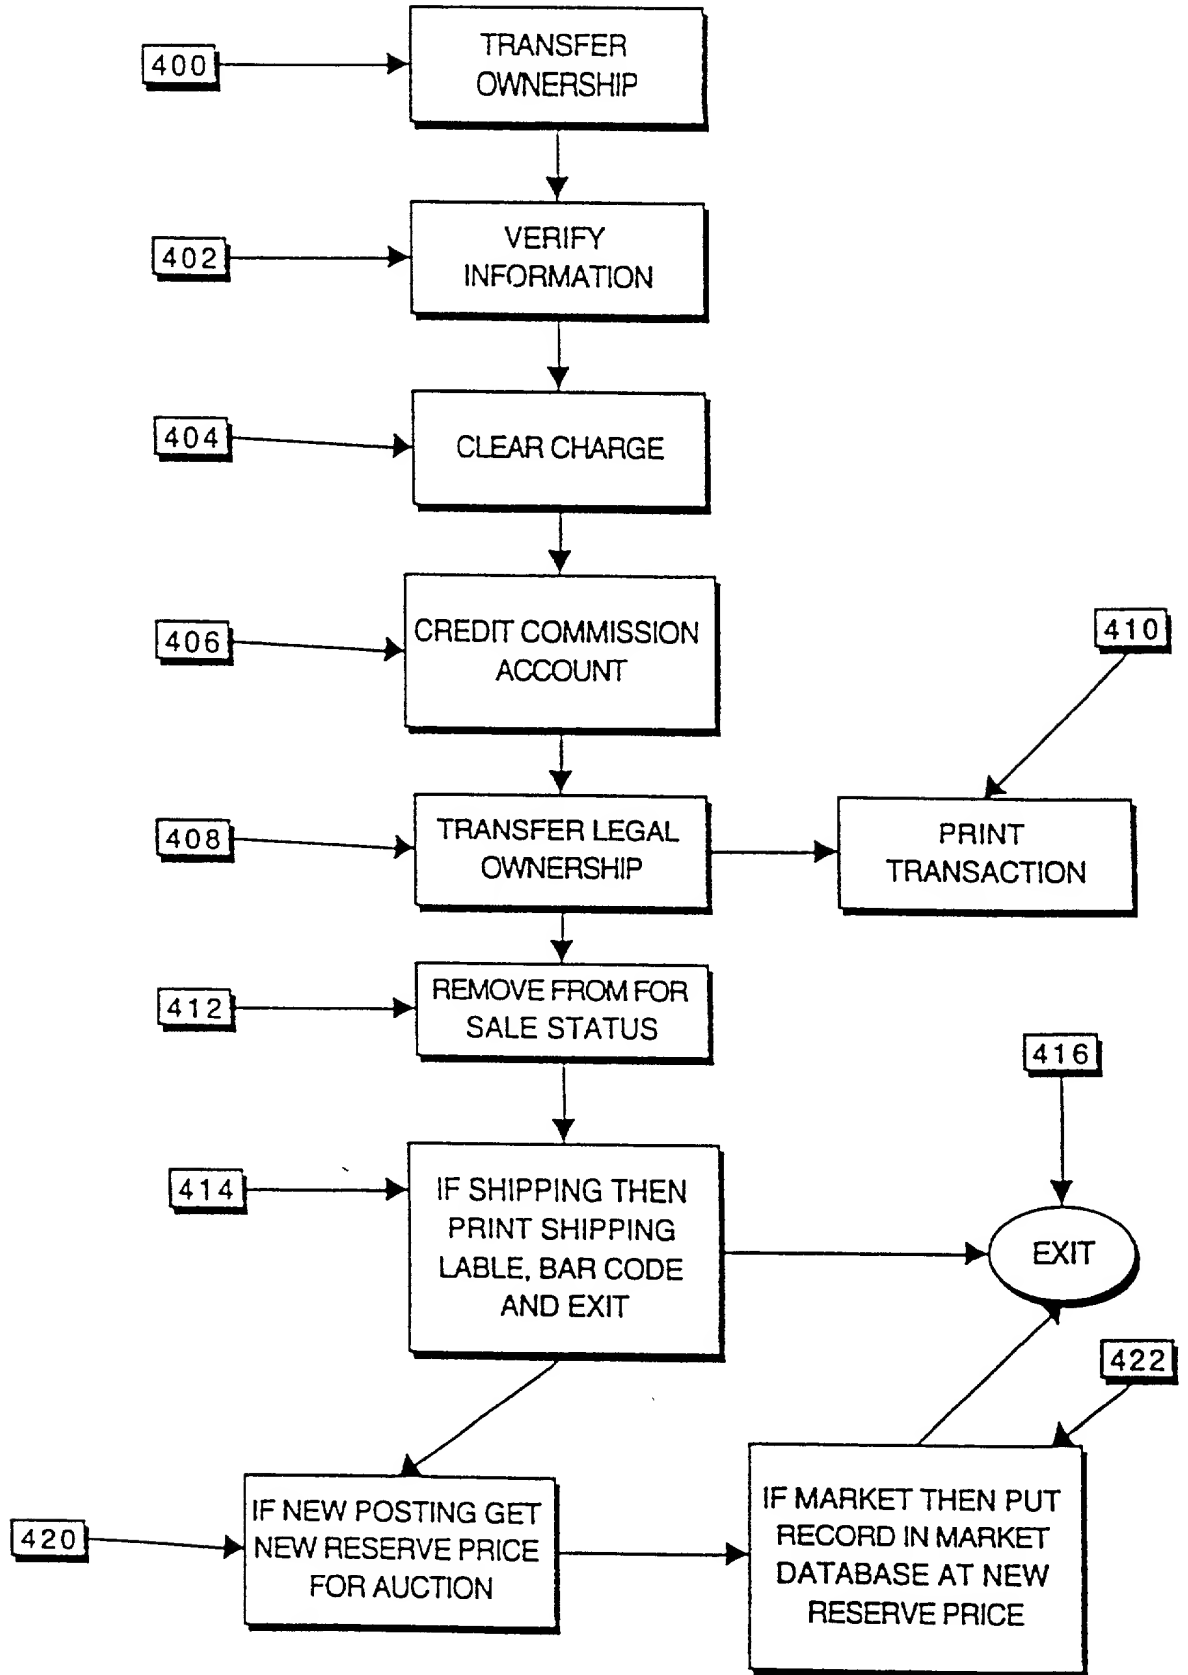 400
TRANSFER
OWNERSHIP
402
VERIFY
INFORMATION
404
CLEAR CHARGE
406
CREDIT COMMISSION
ACCOUNT
410
408
TRANSFER LEGAL
OWNERSHIP
PRINT
TRANSACTION
412
REMOVE FROM FOR
SALE STATUS
416
414
IF SHIPPING THEN
PRINT SHIPPING
LABLE, BAR CODE
AND EXIT
EXIT
422
420
IF NEW POSTING GET
NEW RESERVE PRICE
FOR AUCTION
IF MARKET THEN PUT
RECORD IN MARKET
DATABASE AT NEW
RESERVE PRICE